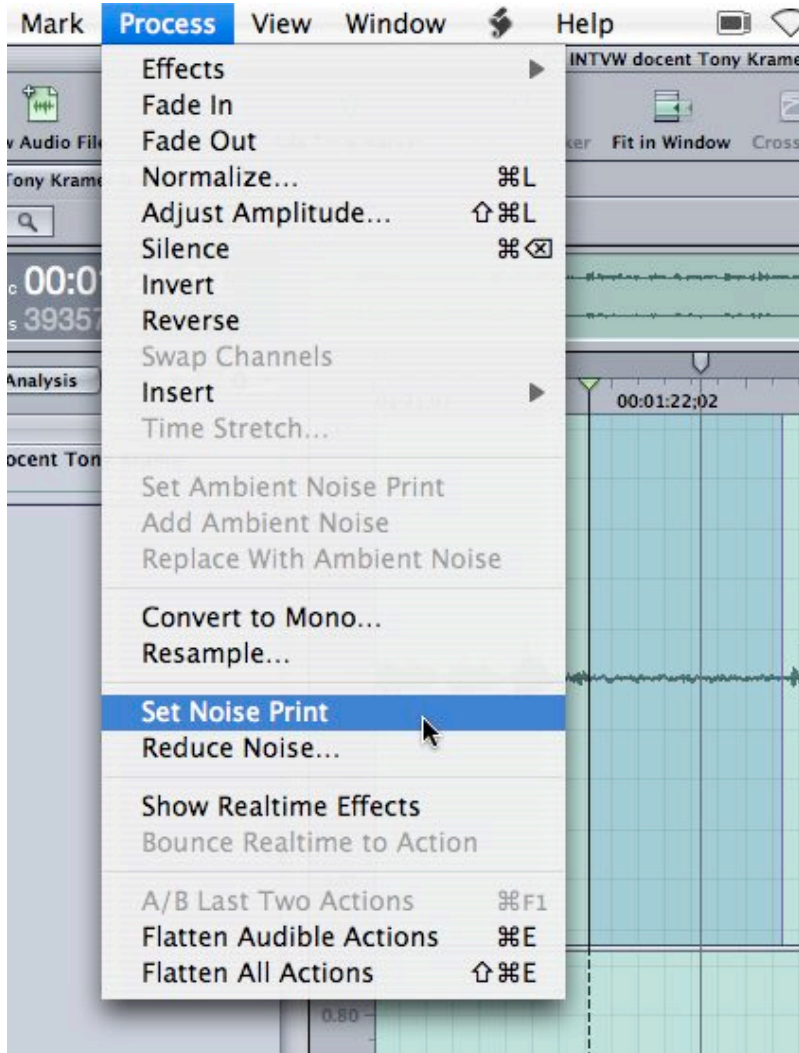 Mark Process View Window Help
INTVW docent Tony Krame
Effects
Fade In
v Audio File
Fade Out
Fit in Window Cross
Tony Krame
Normalize... ⌘L
Adjust Amplitude... ⇧⌘L
Silence ⌘⌫
00:0
Invert
s 39357
Reverse
Swap Channels
Analysis
Insert
00:01:22;02
Time Stretch...
ocent Ton
Set Ambient Noise Print
Add Ambient Noise
Replace With Ambient Noise
Convert to Mono...
Resample...
Set Noise Print
Reduce Noise...
Show Realtime Effects
Bounce Realtime to Action
A/B Last Two Actions ⌘F1
Flatten Audible Actions ⌘E
Flatten All Actions ⇧⌘E
0.80